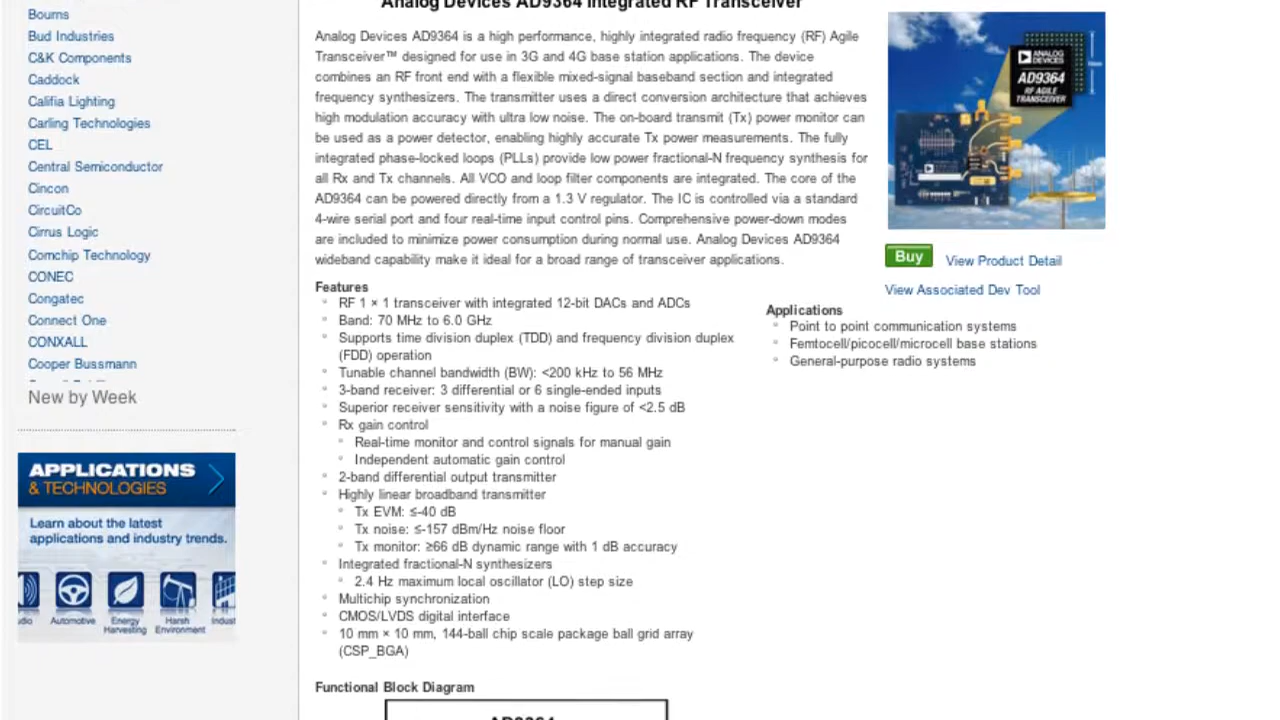 Bourns
Bud Industries
C&K Components
Caddock
Califia Lighting
Carling Technologies
CEL
Central Semiconductor
Cincon
CircuitCo
Cirrus Logic
Comchip Technology
CONEC
Congatec
Connect One
CONXALL
Cooper Bussmann
New by Week
APPLICATIONS
& TECHNOLOGIES
Learn about the latest
applications and industry trends.
dio
Automotive
Energy
Harvesting
Harsh
Environment
Indust
Analog Devices AD9364 Integrated RF Transceiver
Analog Devices AD9364 is a high performance, highly integrated radio frequency (RF) Agile
Transceiver™ designed for use in 3G and 4G base station applications. The device
combines an RF front end with a flexible mixed-signal baseband section and integrated
frequency synthesizers. The transmitter uses a direct conversion architecture that achieves
high modulation accuracy with ultra low noise. The on-board transmit (Tx) power monitor can
be used as a power detector, enabling highly accurate Tx power measurements. The fully
integrated phase-locked loops (PLLs) provide low power fractional-N frequency synthesis for
all Rx and Tx channels. All VCO and loop filter components are integrated. The core of the
AD9364 can be powered directly from a 1.3 V regulator. The IC is controlled via a standard
4-wire serial port and four real-time input control pins. Comprehensive power-down modes
are included to minimize power consumption during normal use. Analog Devices AD9364
wideband capability make it ideal for a broad range of transceiver applications.
Features
RF 1 × 1 transceiver with integrated 12-bit DACs and ADCs
Band: 70 MHz to 6.0 GHz
Supports time division duplex (TDD) and frequency division duplex
(FDD) operation
Tunable channel bandwidth (BW): <200 kHz to 56 MHz
3-band receiver: 3 differential or 6 single-ended inputs
Superior receiver sensitivity with a noise figure of <2.5 dB
Rx gain control
Real-time monitor and control signals for manual gain
Independent automatic gain control
2-band differential output transmitter
Highly linear broadband transmitter
Tx EVM: ≤-40 dB
Tx noise: ≤-157 dBm/Hz noise floor
Tx monitor: ≥66 dB dynamic range with 1 dB accuracy
Integrated fractional-N synthesizers
2.4 Hz maximum local oscillator (LO) step size
Multichip synchronization
CMOS/LVDS digital interface
10 mm × 10 mm, 144-ball chip scale package ball grid array
(CSP_BGA)
Functional Block Diagram
AD9364
ANALOG
DEVICES
AD9364
RF AGILE
TRANSCEIVER
Buy
View Product Detail
View Associated Dev Tool
Applications
Point to point communication systems
Femtocell/picocell/microcell base stations
General-purpose radio systems